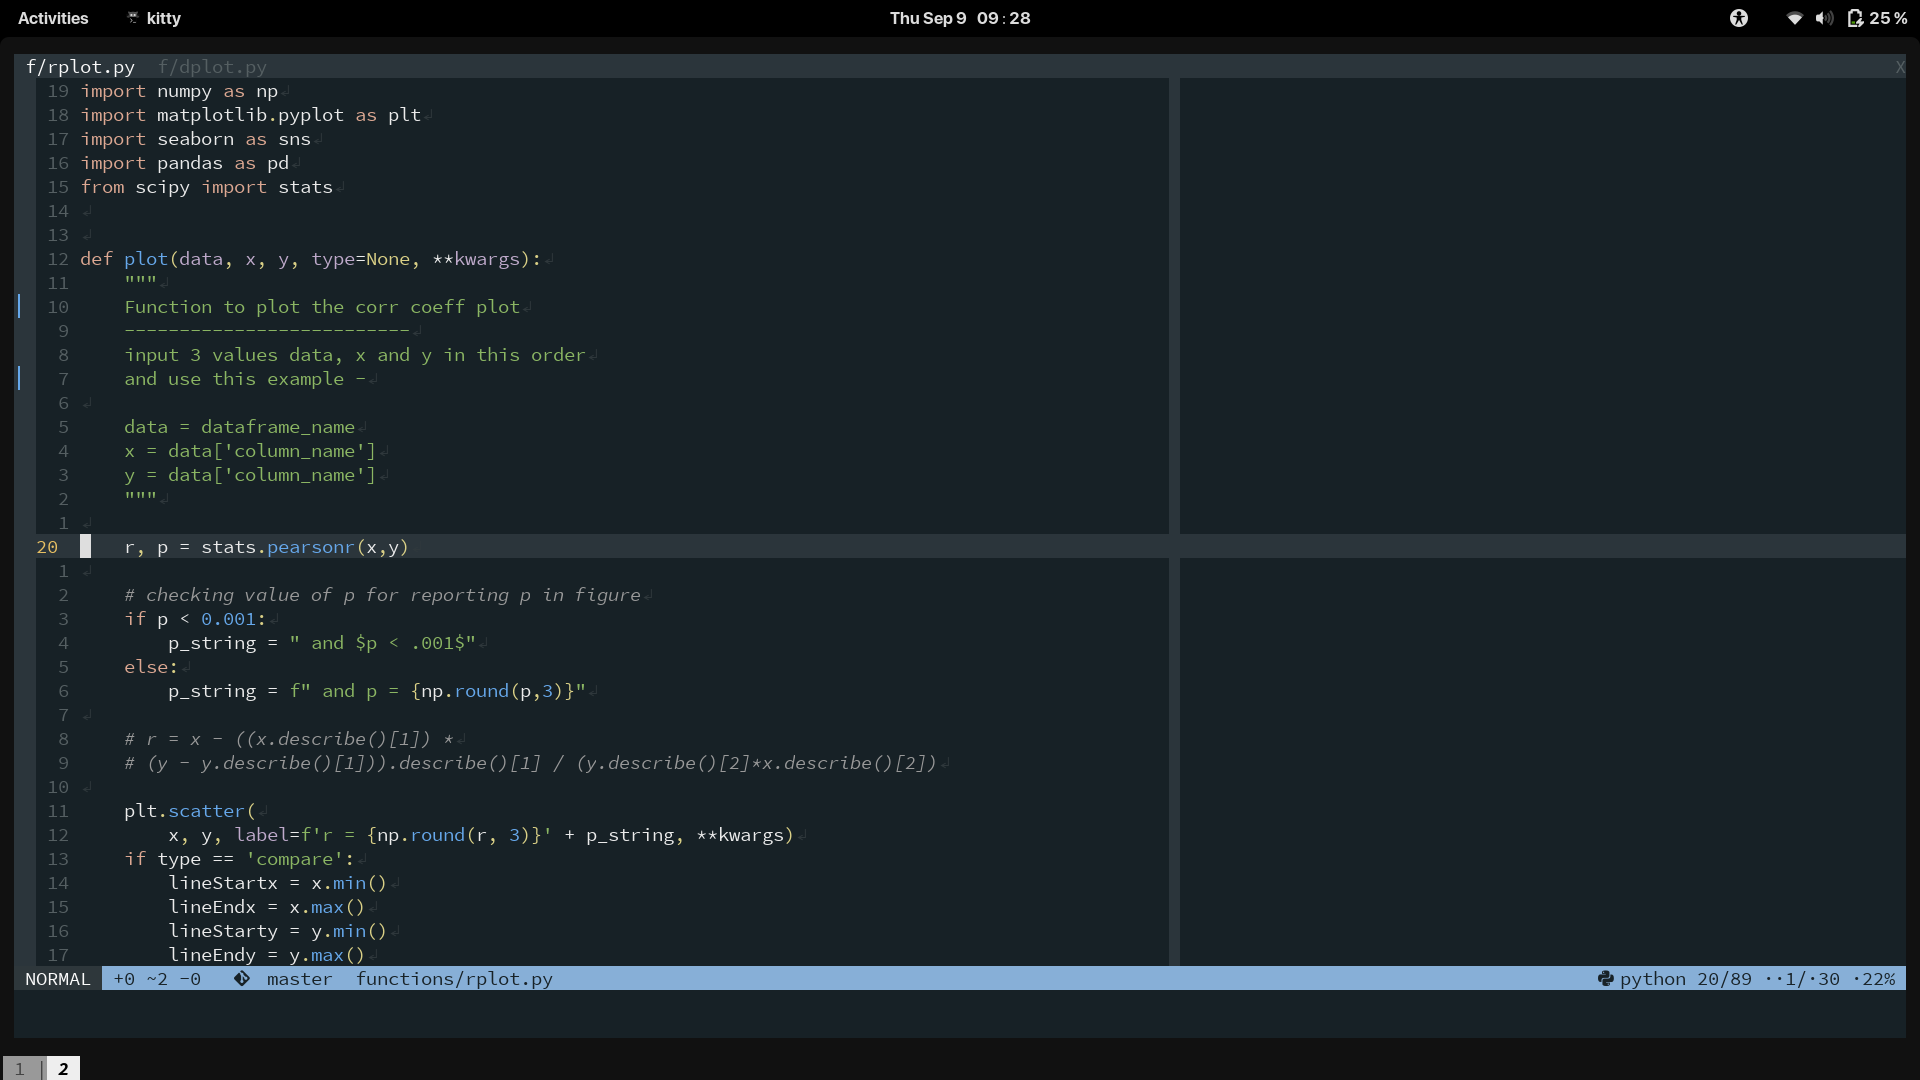 Activities kitty Thu Sep 9 09:28 25%
f/rplot.py f/dplot.py X
19 import numpy as np
18 import matplotlib.pyplot as plt
17 import seaborn as sns
16 import pandas as pd
15 from scipy import stats
14
13
12 def plot(data, x, y, type=None, **kwargs):
11     """
10     Function to plot the corr coeff plot
9     --------------------------
8     input 3 values data, x and y in this order
7     and use this example -
6
5     data = dataframe_name
4     x = data['column_name']
3     y = data['column_name']
2     """
1
20     r, p = stats.pearsonr(x,y)
1
2     # checking value of p for reporting p in figure
3     if p < 0.001:
4         p_string = " and $p < .001$"
5     else:
6         p_string = f" and p = {np.round(p,3)}"
7
8     # r = x - ((x.describe()[1]) *
9     # (y - y.describe()[1])).describe()[1] / (y.describe()[2]*x.describe()[2])
10
11     plt.scatter(
12         x, y, label=f'r = {np.round(r, 3)}' + p_string, **kwargs)
13     if type == 'compare':
14         lineStartx = x.min()
15         lineEndx = x.max()
16         lineStarty = y.min()
17         lineEndy = y.max()
NORMAL +0 ~2 -0 master functions/rplot.py python 20/89 ··1/·30 ·22%
1 | 2